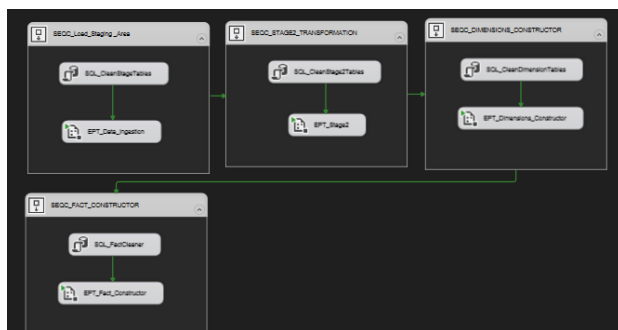 SEQC_Load_Staging_Area
SQL_CleanStageTables
EPT_Data_Ingestion
SEQC_STAGE2_TRANSFORMATION
SQL_CleanStage2Tables
EPT_Stage2
SEQC_DIMENSIONS_CONSTRUCTOR
SQL_CleanDimensionTables
EPT_Dimensions_Constructor
SEQC_FACT_CONSTRUCTOR
SQL_FactCleaner
EPT_Fact_Constructor